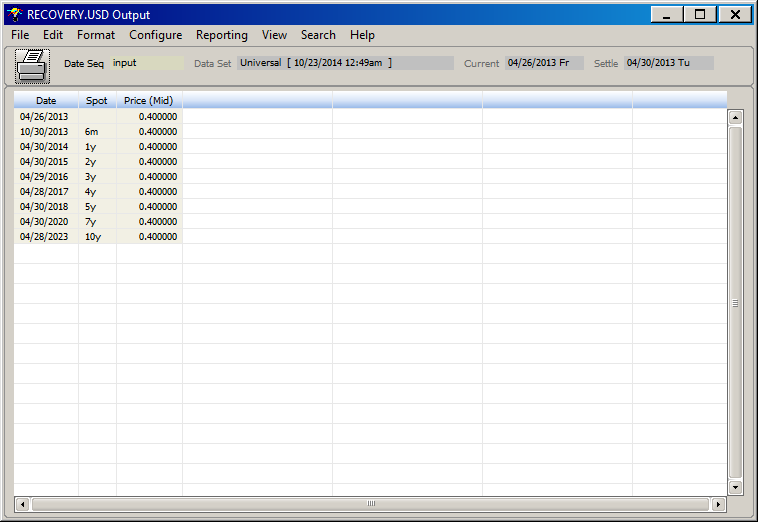 RECOVERY.USD Output
File Edit Format Configure Reporting View Search Help
Date Seq input Data Set Universal [ 10/23/2014 12:49am ] Current 04/26/2013 Fr Settle 04/30/2013 Tu
Date Spot Price (Mid)
04/26/2013 0.400000
10/30/2013 6m 0.400000
04/30/2014 1y 0.400000
04/30/2015 2y 0.400000
04/29/2016 3y 0.400000
04/28/2017 4y 0.400000
04/30/2018 5y 0.400000
04/30/2020 7y 0.400000
04/28/2023 10y 0.400000